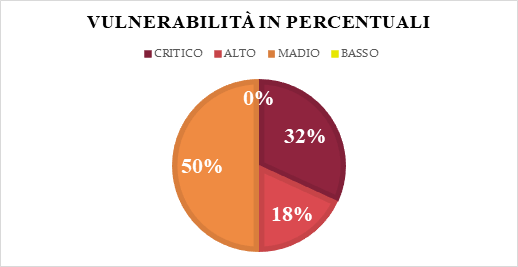 VULNERABILITÀ IN PERCENTUALI
CRITICO ALTO MADIO BASSO
0%
32%
50%
18%